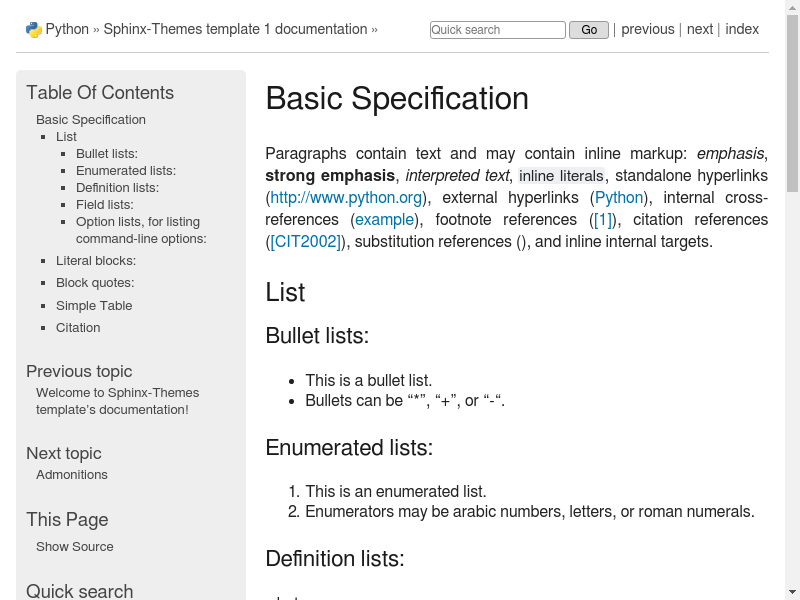 Python » Sphinx-Themes template 1 documentation »
Quick search Go | previous | next | index
Table Of Contents
Basic Specification
List
Bullet lists:
Enumerated lists:
Definition lists:
Field lists:
Option lists, for listing
command-line options:
Literal blocks:
Block quotes:
Simple Table
Citation
Previous topic
Welcome to Sphinx-Themes
template's documentation!
Next topic
Admonitions
This Page
Show Source
Quick search
Basic Specification
Paragraphs contain text and may contain inline markup: emphasis,
strong emphasis, interpreted text, inline literals, standalone hyperlinks
(http://www.python.org), external hyperlinks (Python), internal cross-
references (example), footnote references ([1]), citation references
([CIT2002]), substitution references (), and inline internal targets.
List
Bullet lists:
• This is a bullet list.
• Bullets can be “*”, “+”, or “-“.
Enumerated lists:
1. This is an enumerated list.
2. Enumerators may be arabic numbers, letters, or roman numerals.
Definition lists: